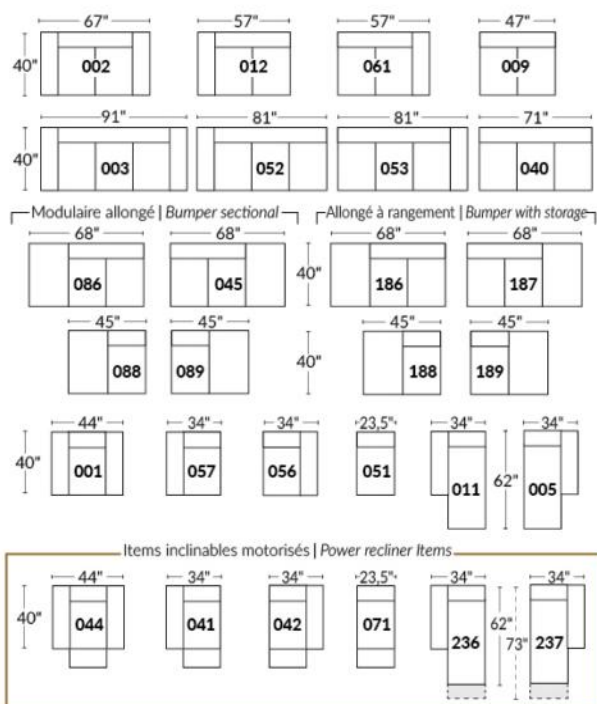 67" 57" 57" 47"
40" 002 012 061 009
91" 81" 81" 71"
40" 003 052 053 040
Modulaire allongé | Bumper sectional Allongé à rangement | Bumper with storage
68" 68" 68" 68"
086 045 40" 186 187
45" 45" 45" 45"
088 089 40" 188 189
44" 34" 34" 23,5" 34" 34"
40" 001 057 056 051 011 62" 005
Items inclinables motorisés | Power recliner Items
44" 34" 34" 23,5" 34" 34"
40" 044 041 042 071 236 62" 73" 237